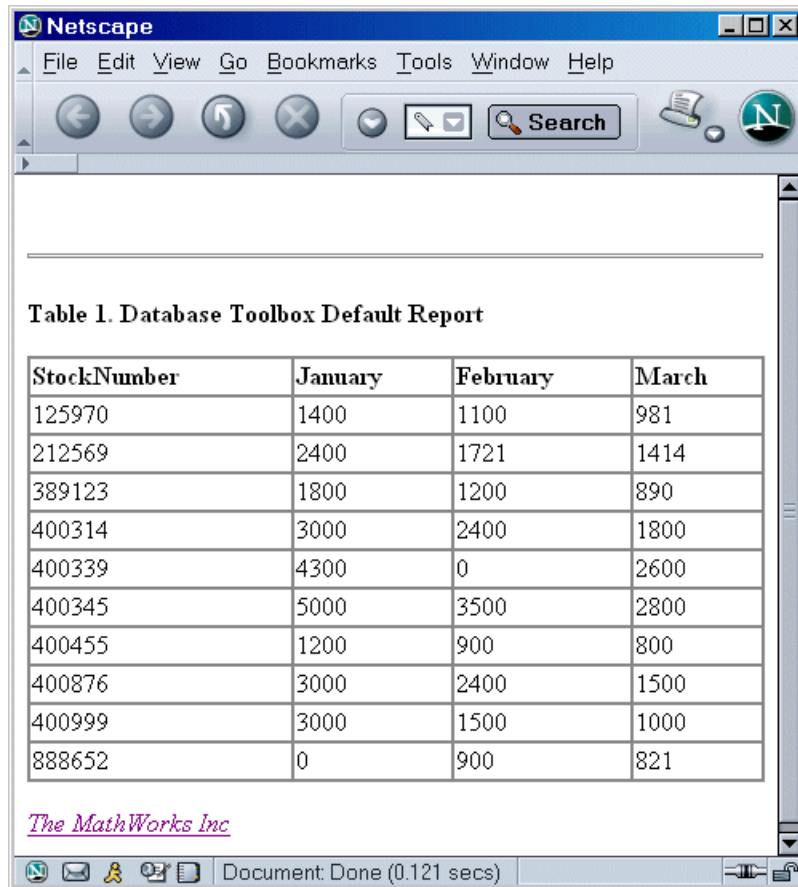 Netscape
File Edit View Go Bookmarks Tools Window Help
Search
N
Table 1. Database Toolbox Default Report
StockNumber January February March
125970 1400 1100 981
212569 2400 1721 1414
389123 1800 1200 890
400314 3000 2400 1800
400339 4300 0 2600
400345 5000 3500 2800
400455 1200 900 800
400876 3000 2400 1500
400999 3000 1500 1000
888652 0 900 821
The MathWorks Inc
Document: Done (0.121 secs)